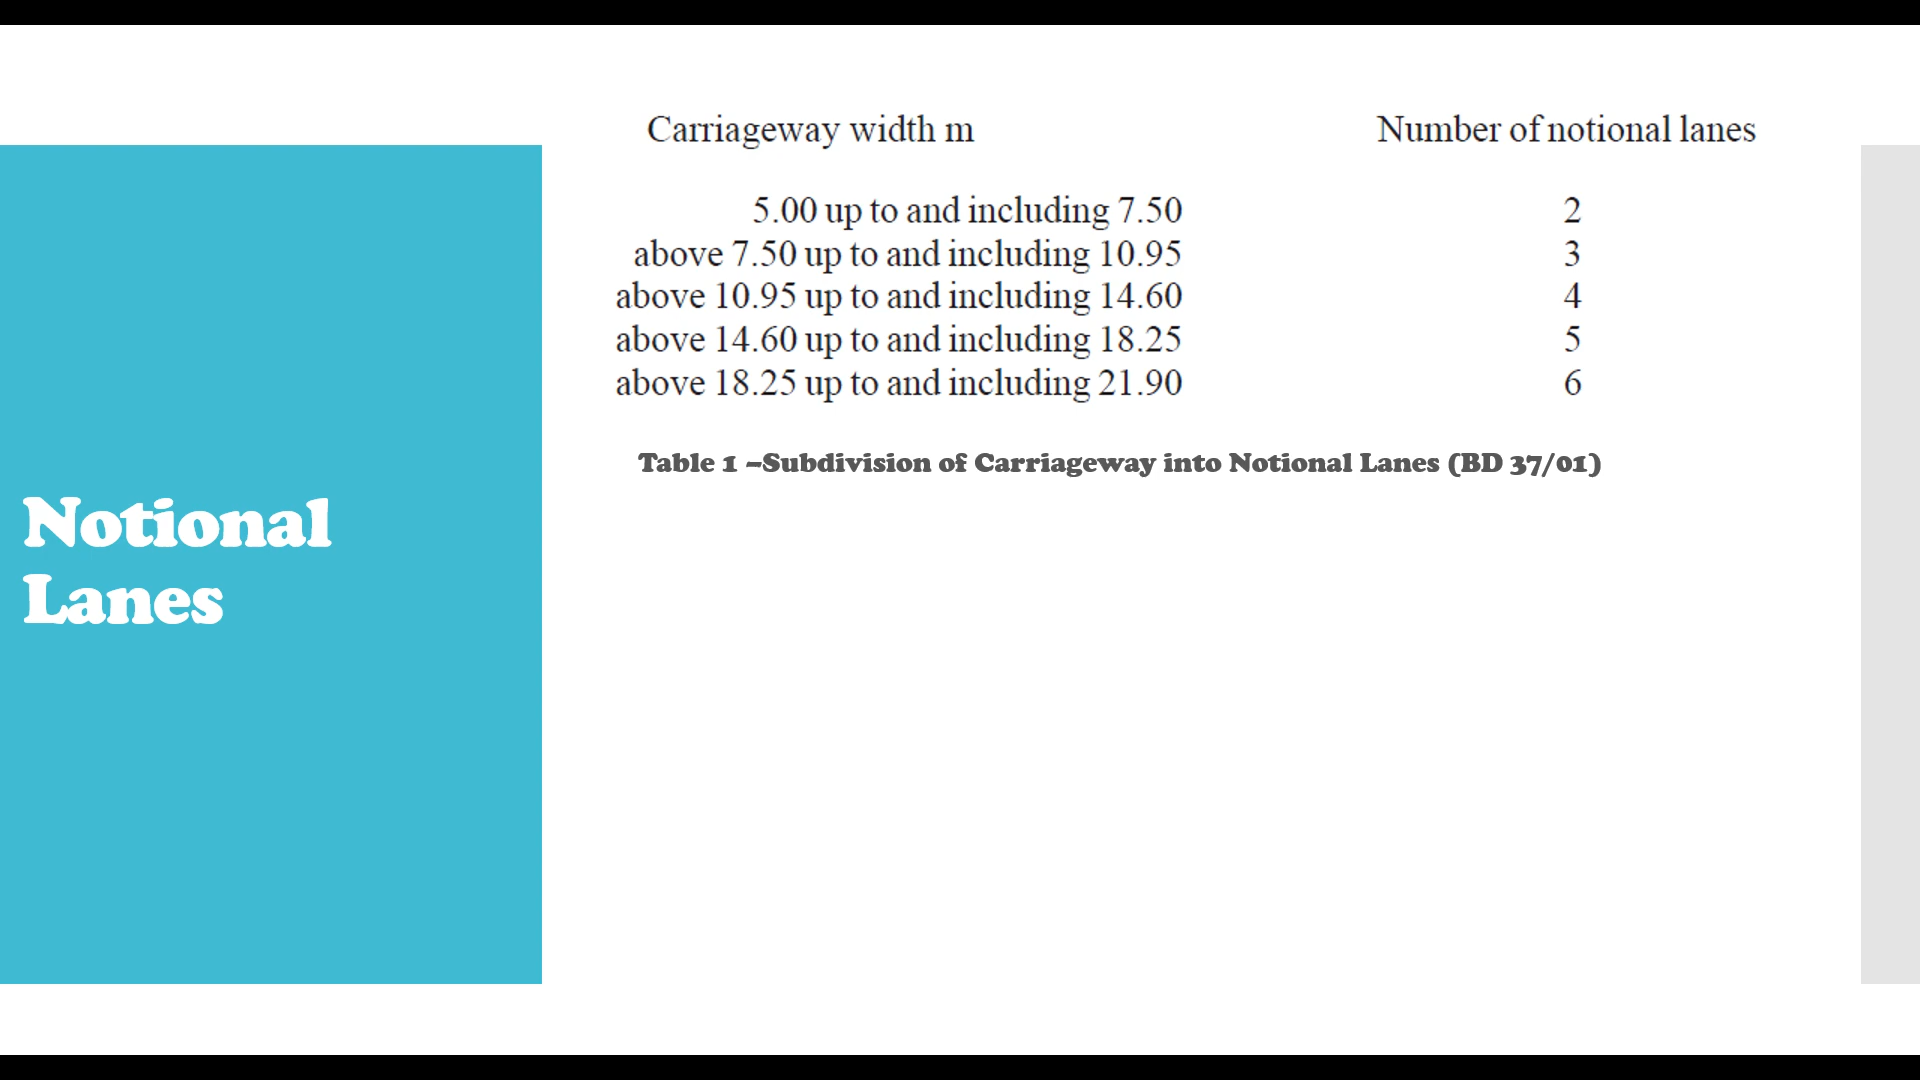 Carriageway width m Number of notional lanes
5.00 up to and including 7.50 2
above 7.50 up to and including 10.95 3
above 10.95 up to and including 14.60 4
above 14.60 up to and including 18.25 5
above 18.25 up to and including 21.90 6
Table 1 –Subdivision of Carriageway into Notional Lanes (BD 37/01)
Notional
Lanes